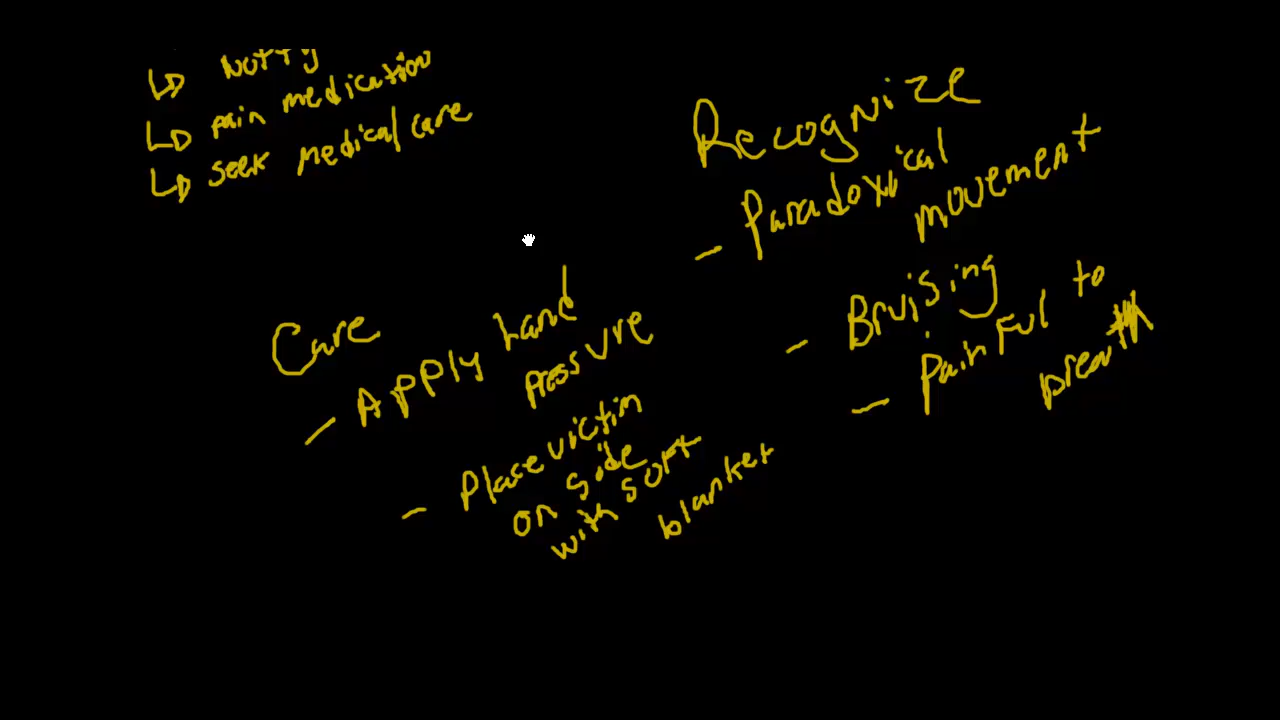 ↳ pain medication
↳ seek medical care
Recognize
- Paradoxical
movement
- Bruising
- Painful to
breath
Care
- Apply hand
pressure
- Place victim
on side
with soft
blanket